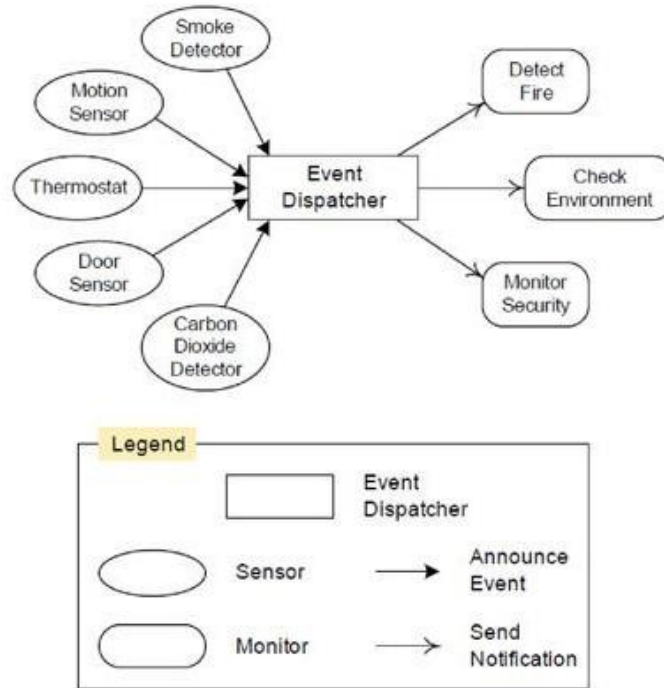 Smoke
Detector
Motion
Sensor
Thermostat
Door
Sensor
Carbon
Dioxide
Detector
Event
Dispatcher
Detect
Fire
Check
Environment
Monitor
Security
Legend
Event
Dispatcher
Sensor
Announce
Event
Monitor
Send
Notification